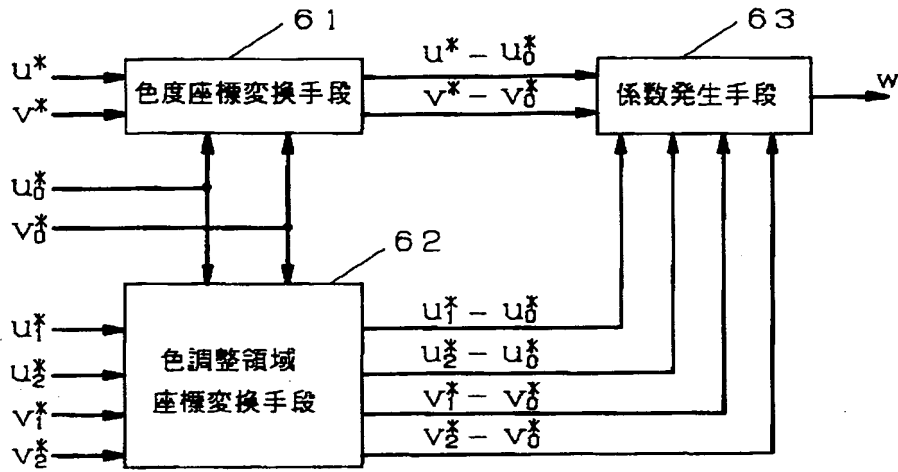 61
63
u*
v*
色度座標変換手段
u* - u₀*
v* - v₀*
係数発生手段
w
u₀*
v₀*
62
u₁*
u₂*
v₁*
v₂*
色調整領域
座標変換手段
u₁* - u₀*
u₂* - u₀*
v₁* - v₀*
v₂* - v₀*